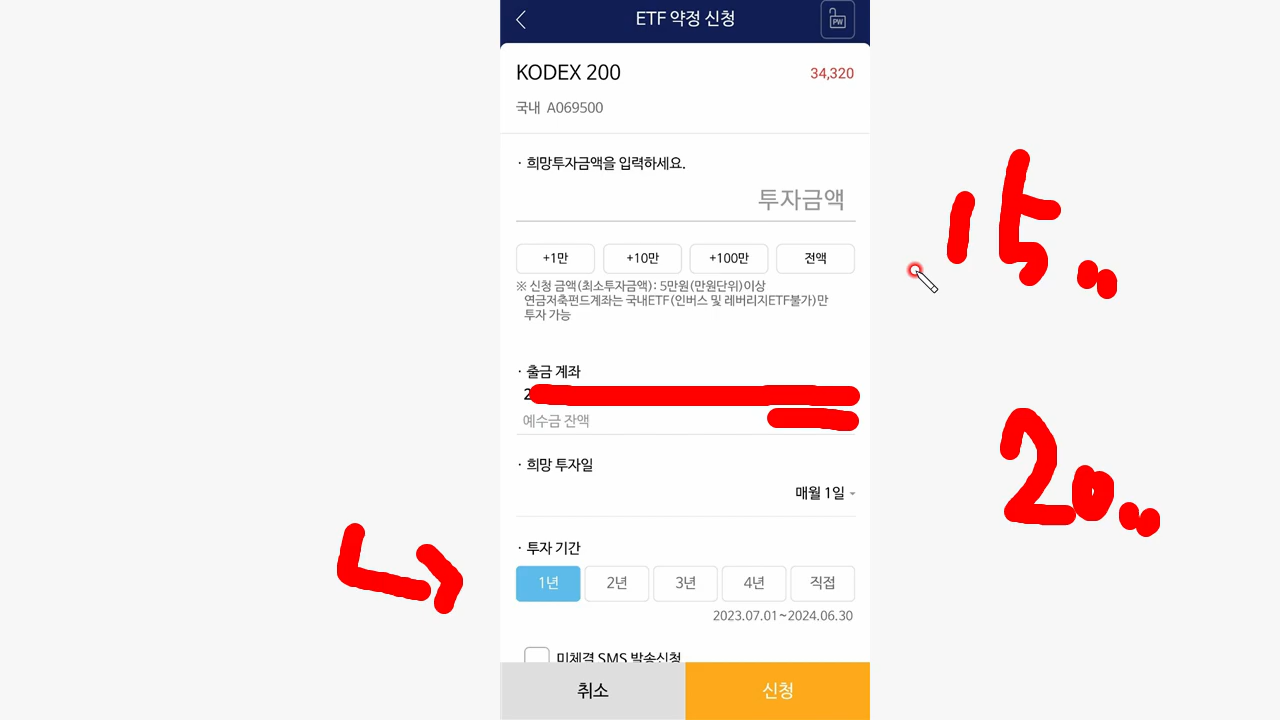 ETF 약정 신청
PW
KODEX 200
34,320
국내 A069500
· 희망투자금액을 입력하세요.
투자금액
+1만 +10만 +100만 전액
※ 신청 금액(최소투자금액): 5만원(만원단위)이상
연금저축펀드계좌는 국내ETF(인버스 및 레버리지ETF불가)만
투자 가능
15...
· 출금 계좌
2
예수금 잔액
20...
· 희망 투자일
매월 1일
· 투자 기간
1년 2년 3년 4년 직접
2023.07.01~2024.06.30
미체결 SMS 발송신청
취소 신청